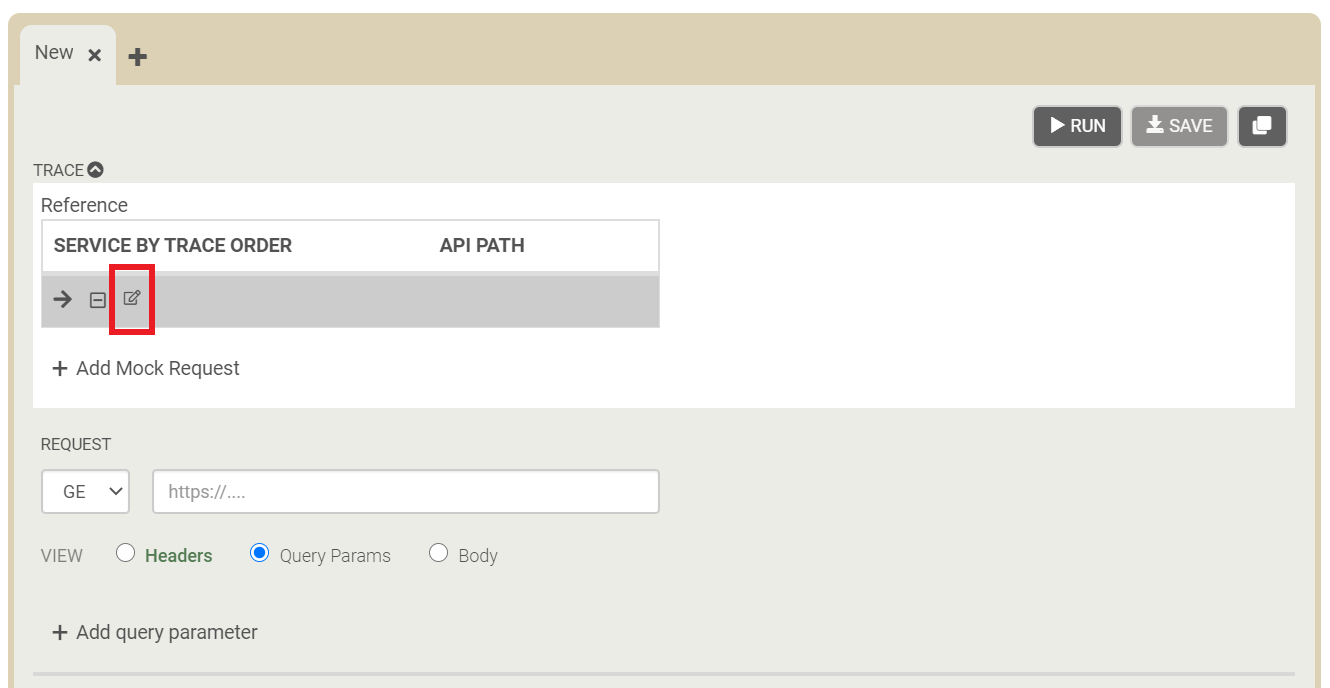 New
RUN SAVE
TRACE
Reference
SERVICE BY TRACE ORDER API PATH
Add Mock Request
REQUEST
GE https://....
VIEW Headers Query Params Body
Add query parameter